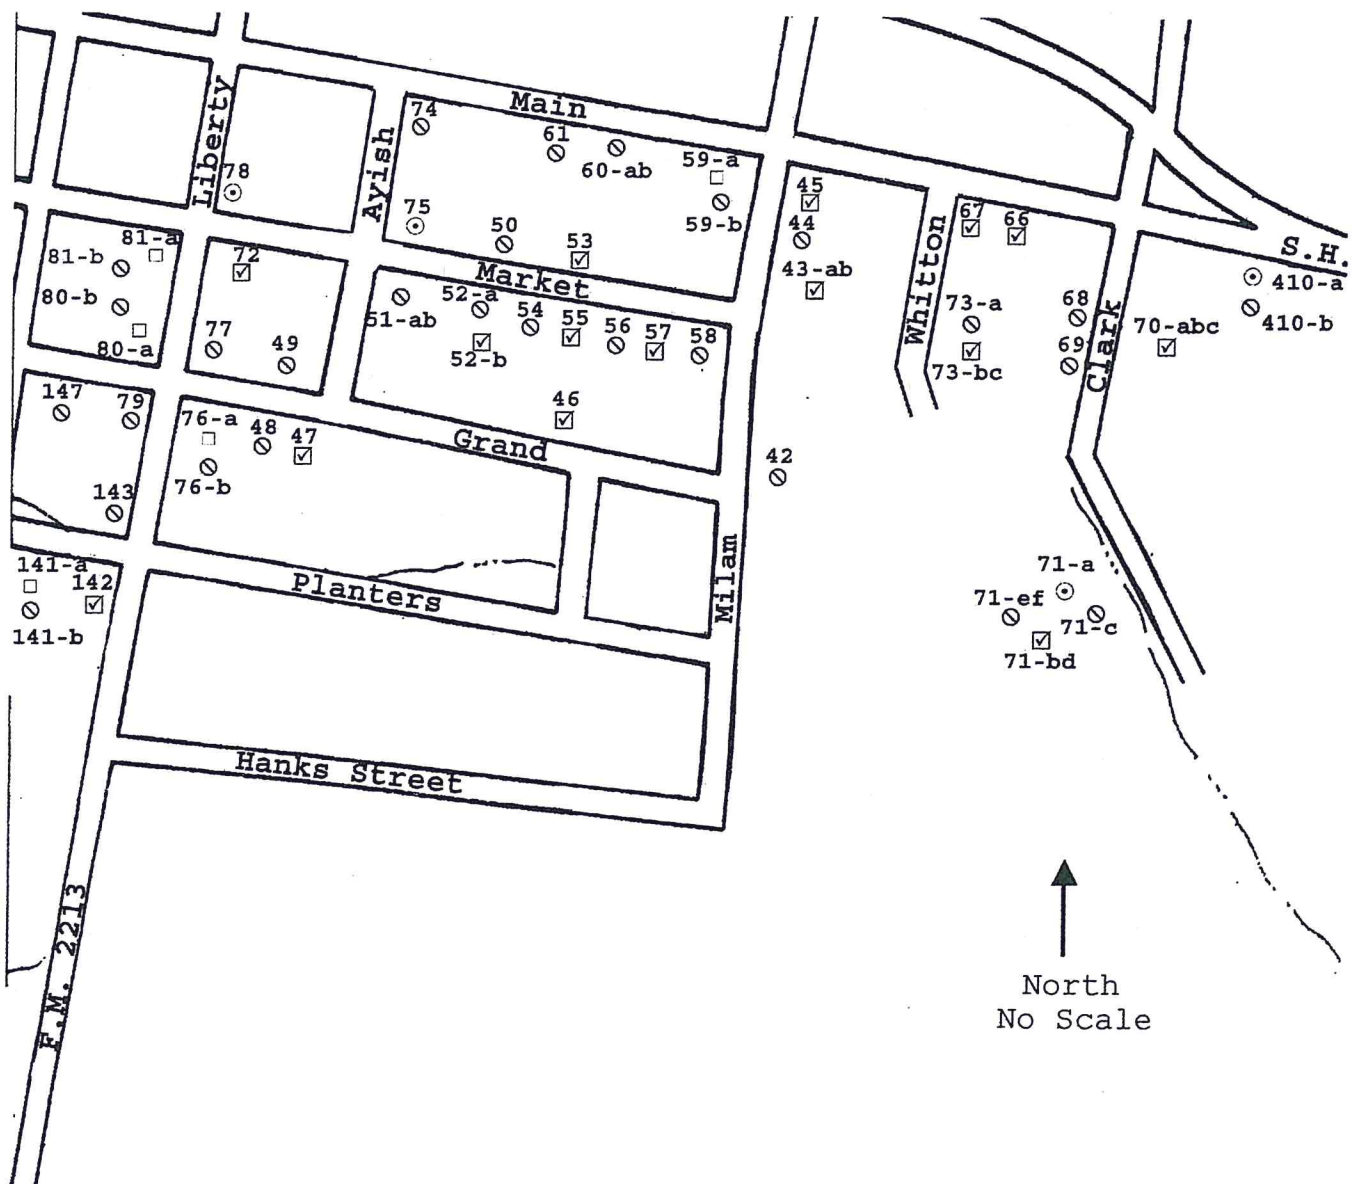 Main
74
Liberty
61
60-ab
59-a
78
Ayish
45
59-b
67
66
75
44
Whitton
50
53
43-ab
S.H.
81-a
81-b
72
Market
410-a
80-b
51-ab
52-a
54
55
56
57
58
73-a
68
Clark
70-abc
410-b
80-a
77
49
52-b
69
73-bc
147
79
76-a
48
47
46
Grand
42
76-b
143
141-a
142
Planters
Milam
71-a
71-ef
71-c
141-b
71-bd
Hanks Street
F.M. 2213
North
No Scale